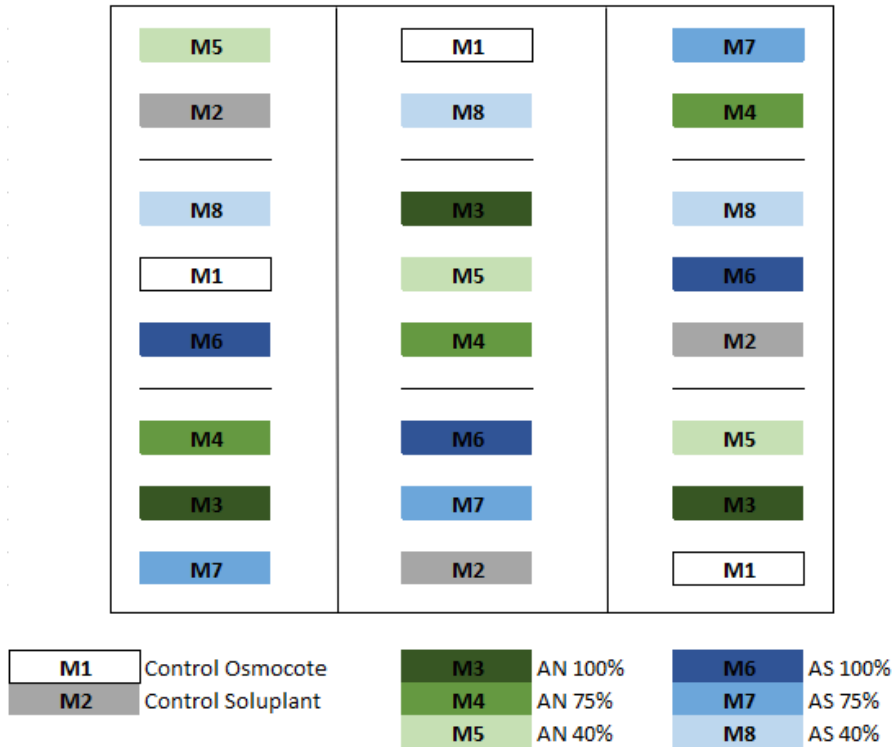 M5 M1 M7
M2 M8 M4
M8 M3 M8
M1 M5 M6
M6 M4 M2
M4 M6 M5
M3 M7 M3
M7 M2 M1
M1 Control Osmocote M3 AN 100% M6 AS 100%
M2 Control Soluplant M4 AN 75% M7 AS 75%
M5 AN 40% M8 AS 40%